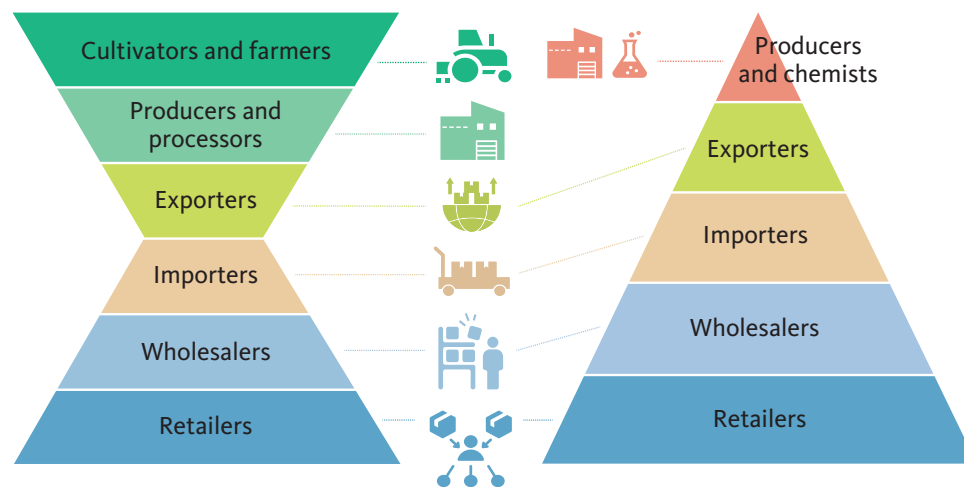 Cultivators and farmers
Producers and
processors
Exporters
Importers
Wholesalers
Retailers
Producers
and chemists
Exporters
Importers
Wholesalers
Retailers